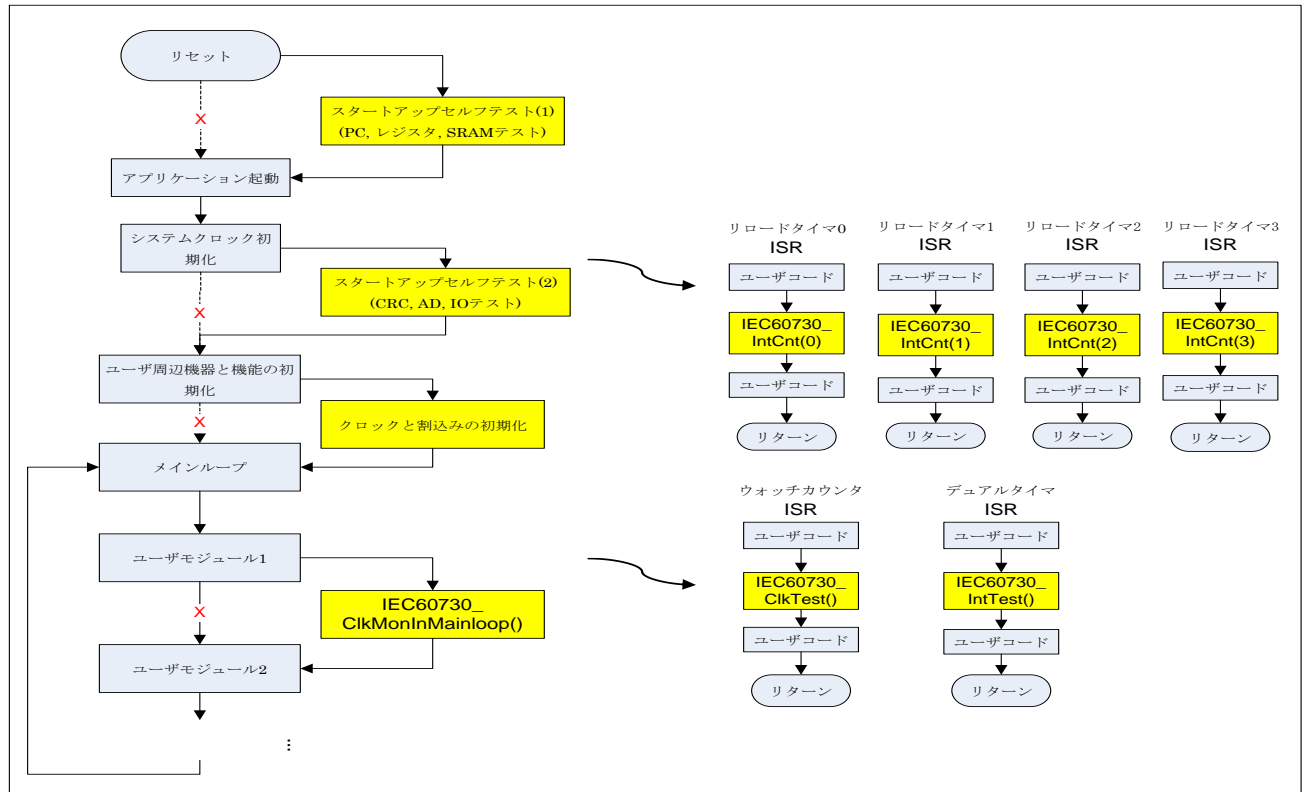 リセット
スタートアップセルフテスト(1)
(PC, レジスタ, SRAMテスト)
X
アプリケーション起動
システムクロック初
期化
スタートアップセルフテスト(2)
(CRC, AD, IOテスト)
X
ユーザ周辺機器と機能の初
期化
クロックと割込みの初期化
X
メインループ
ユーザモジュール1
IEC60730_
ClkMonInMainloop()
X
ユーザモジュール2
...
リロードタイマ0
ISR
ユーザコード
IEC60730_
IntCnt(0)
ユーザコード
リターン
リロードタイマ1
ISR
ユーザコード
IEC60730_
IntCnt(1)
ユーザコード
リターン
リロードタイマ2
ISR
ユーザコード
IEC60730_
IntCnt(2)
ユーザコード
リターン
リロードタイマ3
ISR
ユーザコード
IEC60730_
IntCnt(3)
ユーザコード
リターン
ウォッチカウンタ
ISR
ユーザコード
IEC60730_
ClkTest()
ユーザコード
リターン
デュアルタイマ
ISR
ユーザコード
IEC60730_
IntTest()
ユーザコード
リターン